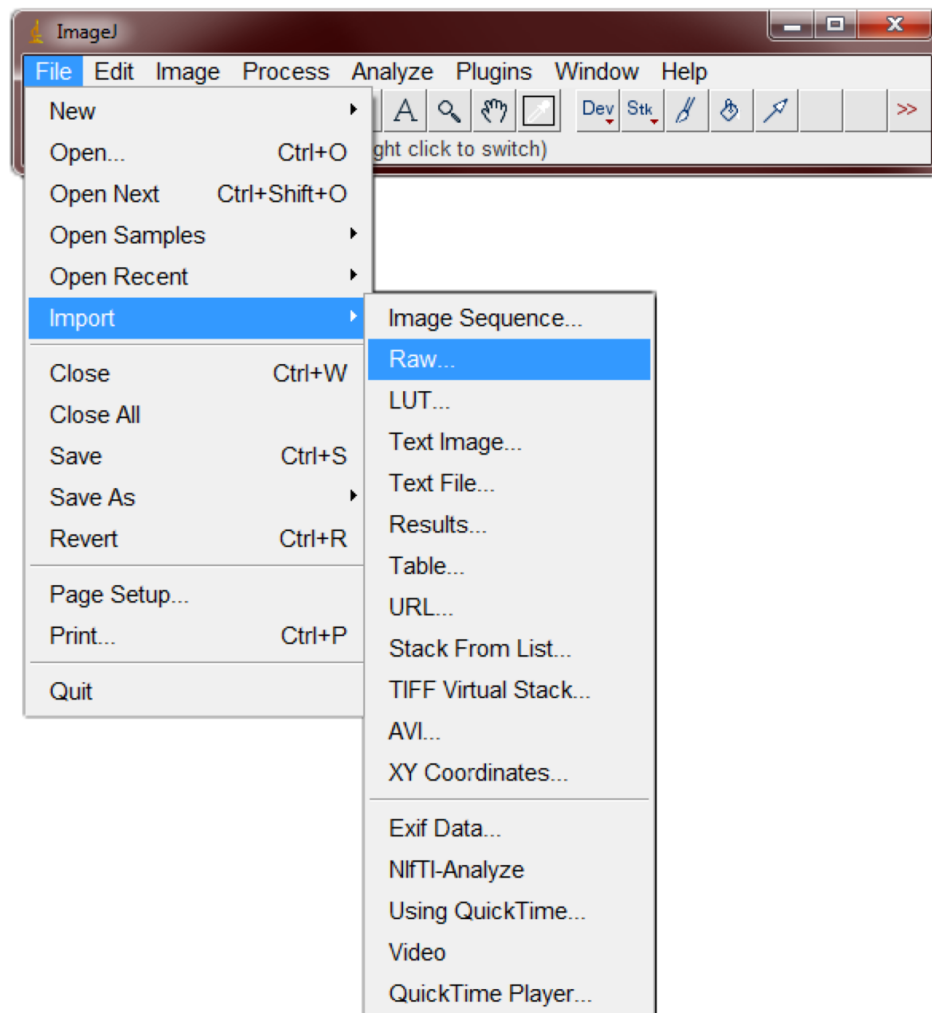 ImageJ
File Edit Image Process Analyze Plugins Window Help
A Dev Stk >>
ght click to switch)
New
Open... Ctrl+O
Open Next Ctrl+Shift+O
Open Samples
Open Recent
Import
Close Ctrl+W
Close All
Save Ctrl+S
Save As
Revert Ctrl+R
Page Setup...
Print... Ctrl+P
Quit
Image Sequence...
Raw...
LUT...
Text Image...
Text File...
Results...
Table...
URL...
Stack From List...
TIFF Virtual Stack...
AVI...
XY Coordinates...
Exif Data...
NIfTI-Analyze
Using QuickTime...
Video
QuickTime Player...